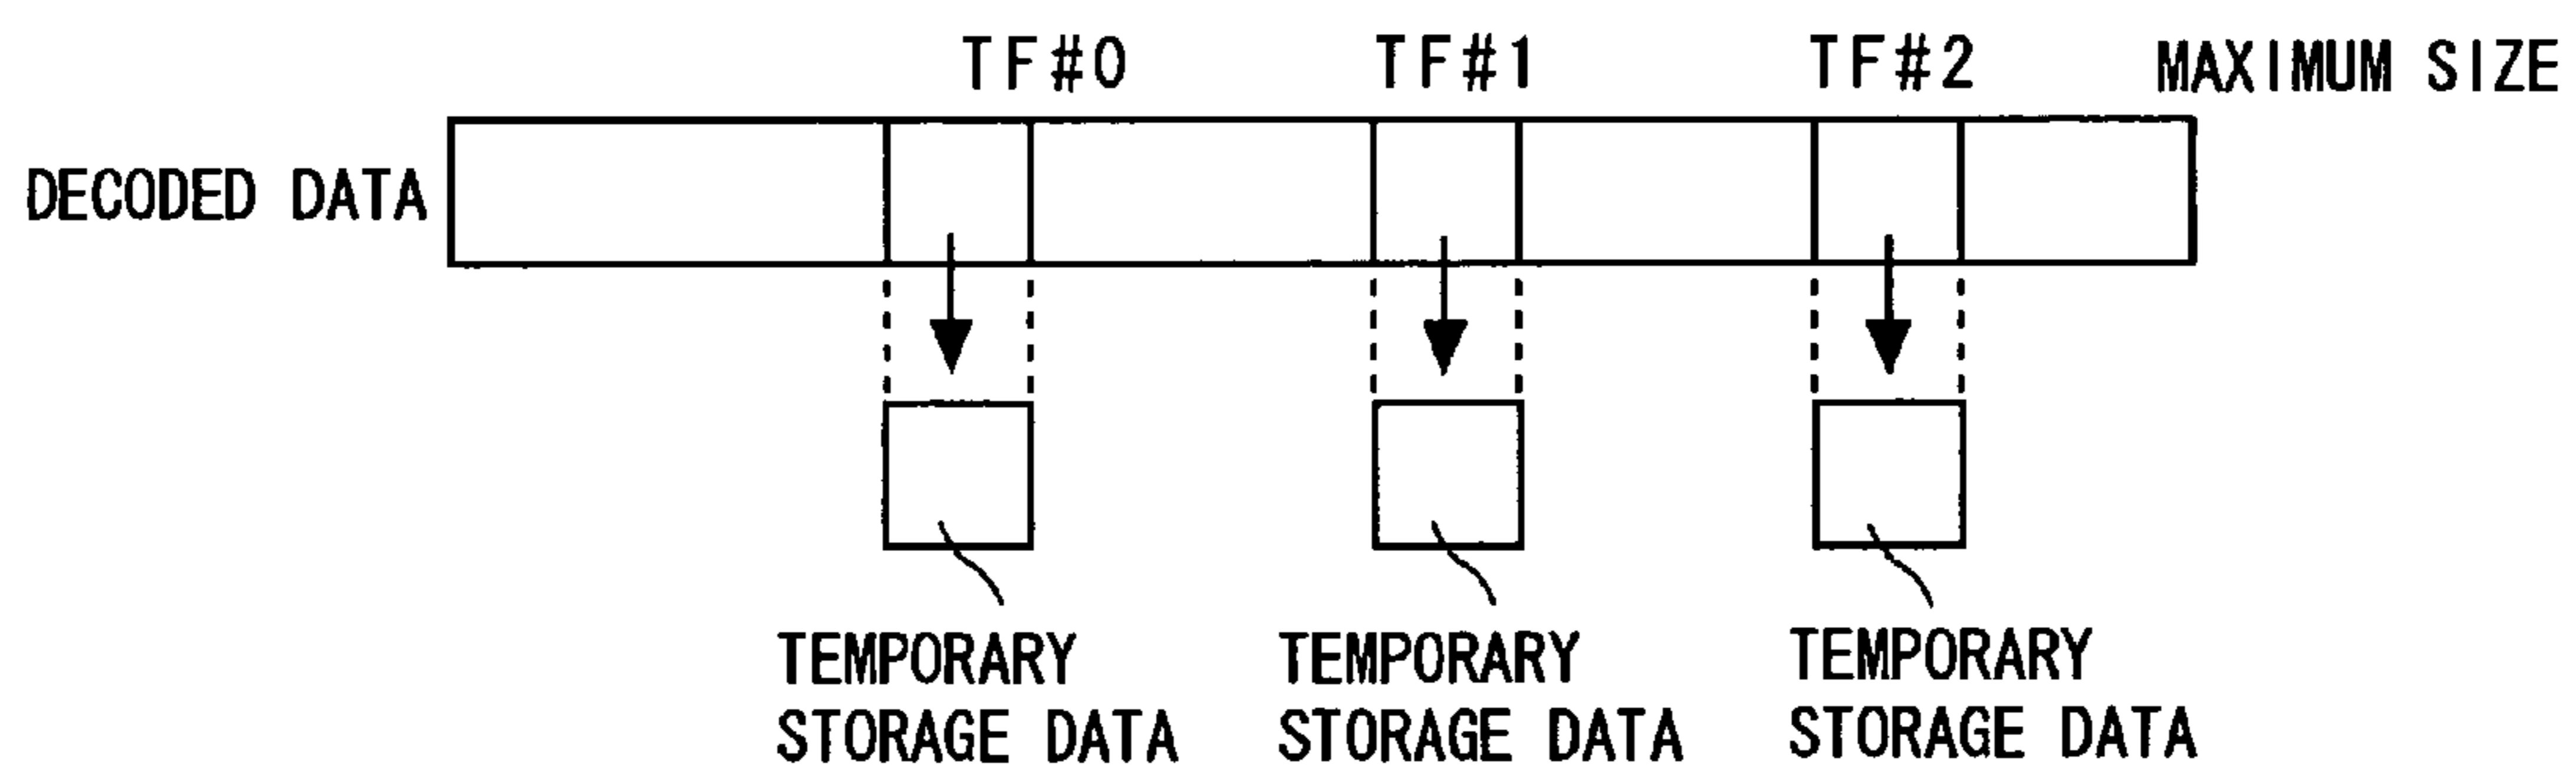 TF#0 TF#1 TF#2 MAXIMUM SIZE
DECODED DATA
TEMPORARY TEMPORARY TEMPORARY
STORAGE DATA STORAGE DATA STORAGE DATA